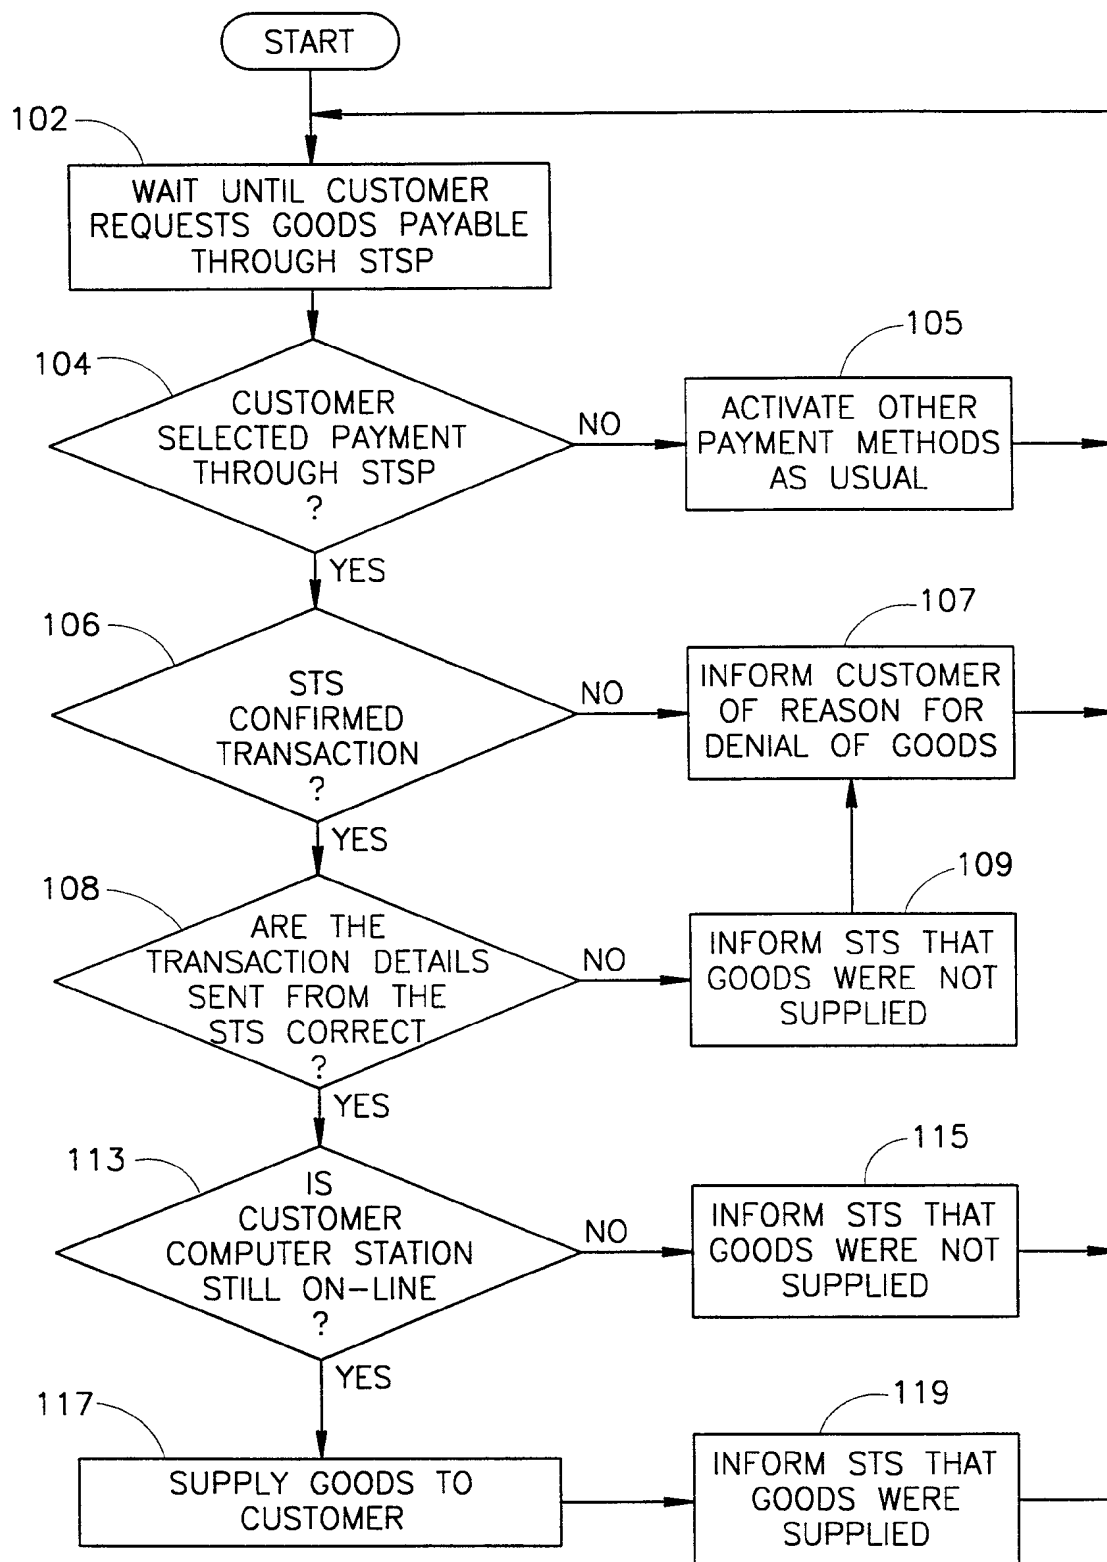 START
102
WAIT UNTIL CUSTOMER
REQUESTS GOODS PAYABLE
THROUGH STSP
104
CUSTOMER
SELECTED PAYMENT
THROUGH STSP
?
NO
105
ACTIVATE OTHER
PAYMENT METHODS
AS USUAL
YES
106
STS
CONFIRMED
TRANSACTION
?
NO
107
INFORM CUSTOMER
OF REASON FOR
DENIAL OF GOODS
YES
108
ARE THE
TRANSACTION DETAILS
SENT FROM THE
STS CORRECT
?
NO
109
INFORM STS THAT
GOODS WERE NOT
SUPPLIED
YES
113
IS
CUSTOMER
COMPUTER STATION
STILL ON-LINE
?
NO
115
INFORM STS THAT
GOODS WERE NOT
SUPPLIED
YES
117
SUPPLY GOODS TO
CUSTOMER
119
INFORM STS THAT
GOODS WERE
SUPPLIED